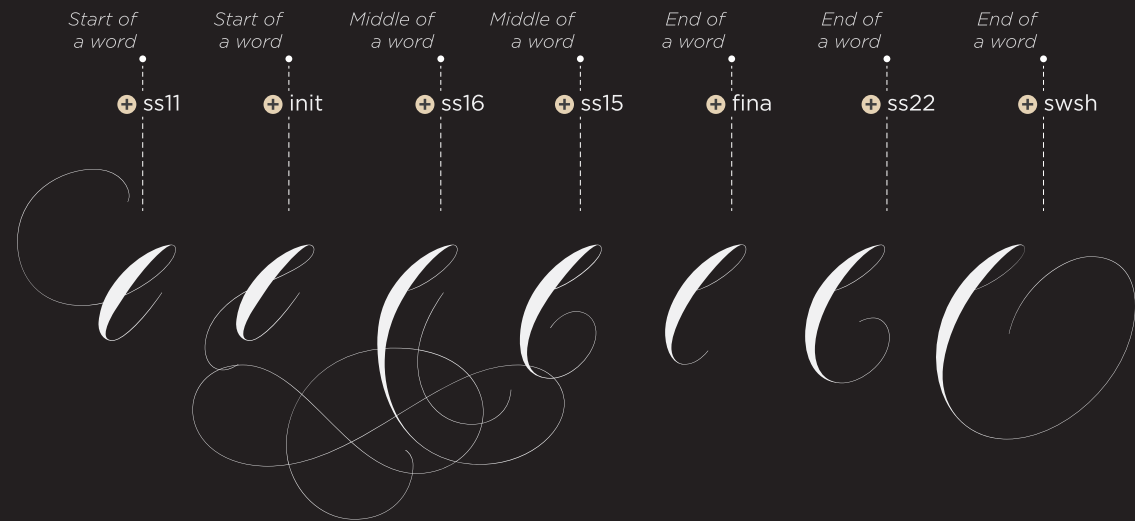 Start of
a word
Start of
a word
Middle of
a word
Middle of
a word
End of
a word
End of
a word
End of
a word
+ ss11
+ init
+ ss16
+ ss15
+ fina
+ ss22
+ swsh
ℓ ℓ ℓ ℓ ℓ ℓ ℓ